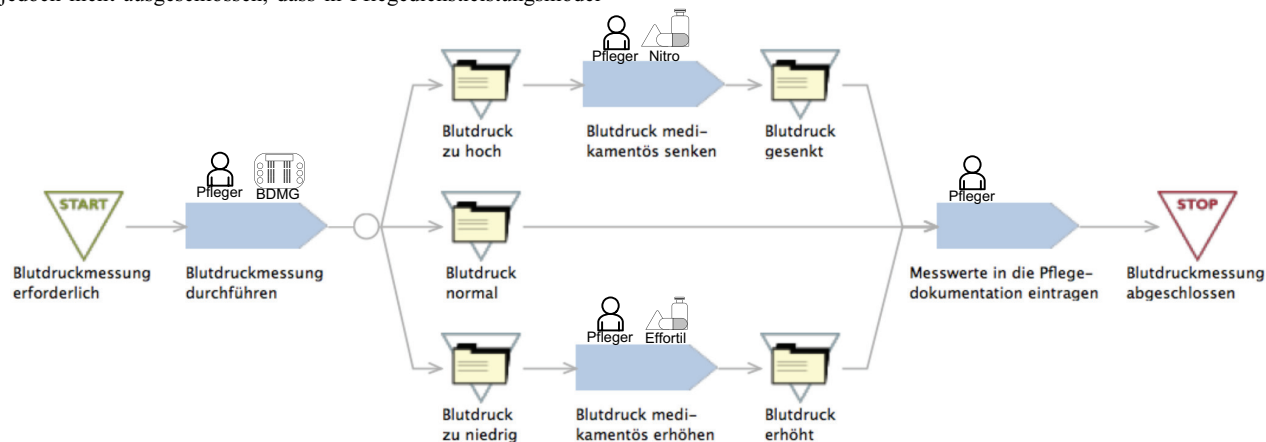 jedoch nicht ausgeschlossen, dass in Pflegedienstleistungsmodel-
Pfleger Nitro
Blutdruck
zu hoch
Blutdruck medi-
kamentös senken
Blutdruck
gesenkt
Pfleger BDMG
Pfleger
START
STOP
Blutdruckmessung
erforderlich
Blutdruckmessung
durchführen
Blutdruck
normal
Messwerte in die Pflege-
dokumentation eintragen
Blutdruckmessung
abgeschlossen
Pfleger Effortil
Blutdruck
zu niedrig
Blutdruck medi-
kamentös erhöhen
Blutdruck
erhöht